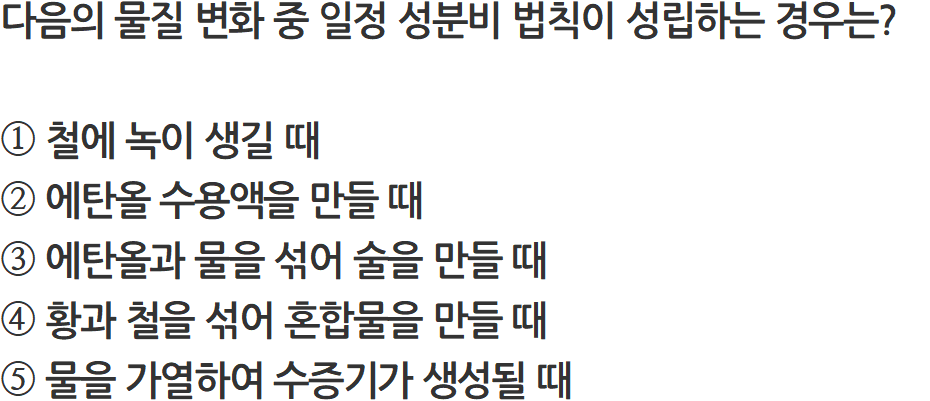 다음의 물질 변화 중 일정 성분비 법칙이 성립하는 경우는?
① 철에 녹이 생길 때
② 에탄올 수용액을 만들 때
③ 에탄올과 물을 섞어 술을 만들 때
④ 황과 철을 섞어 혼합물을 만들 때
⑤ 물을 가열하여 수증기가 생성될 때